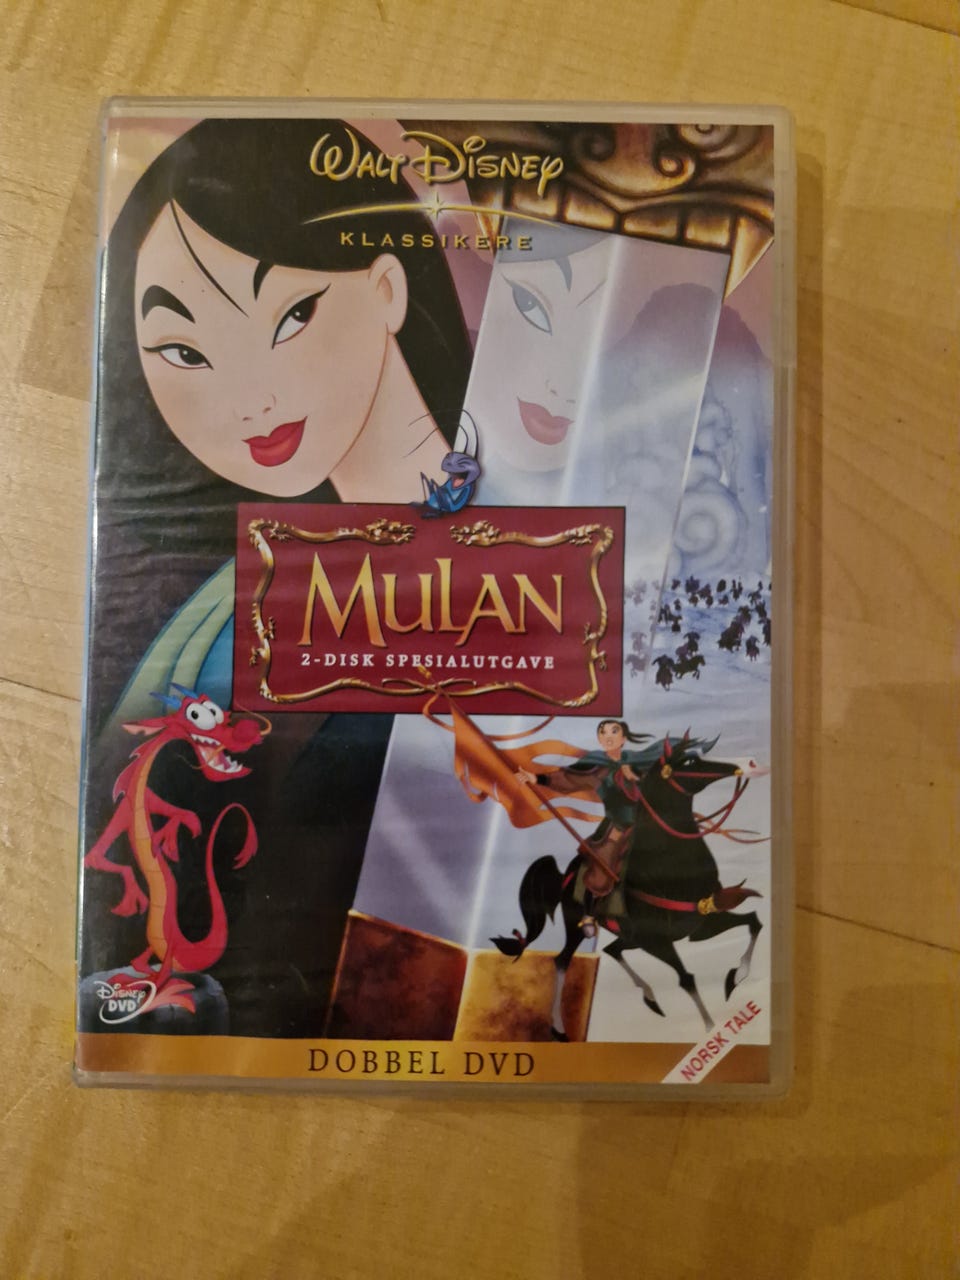 WALT DISNEY
KLASSIKERE
MULAN
2-DISK SPESIALUTGAVE
DISNEY
DVD
DOBBEL DVD
NORSK TALE